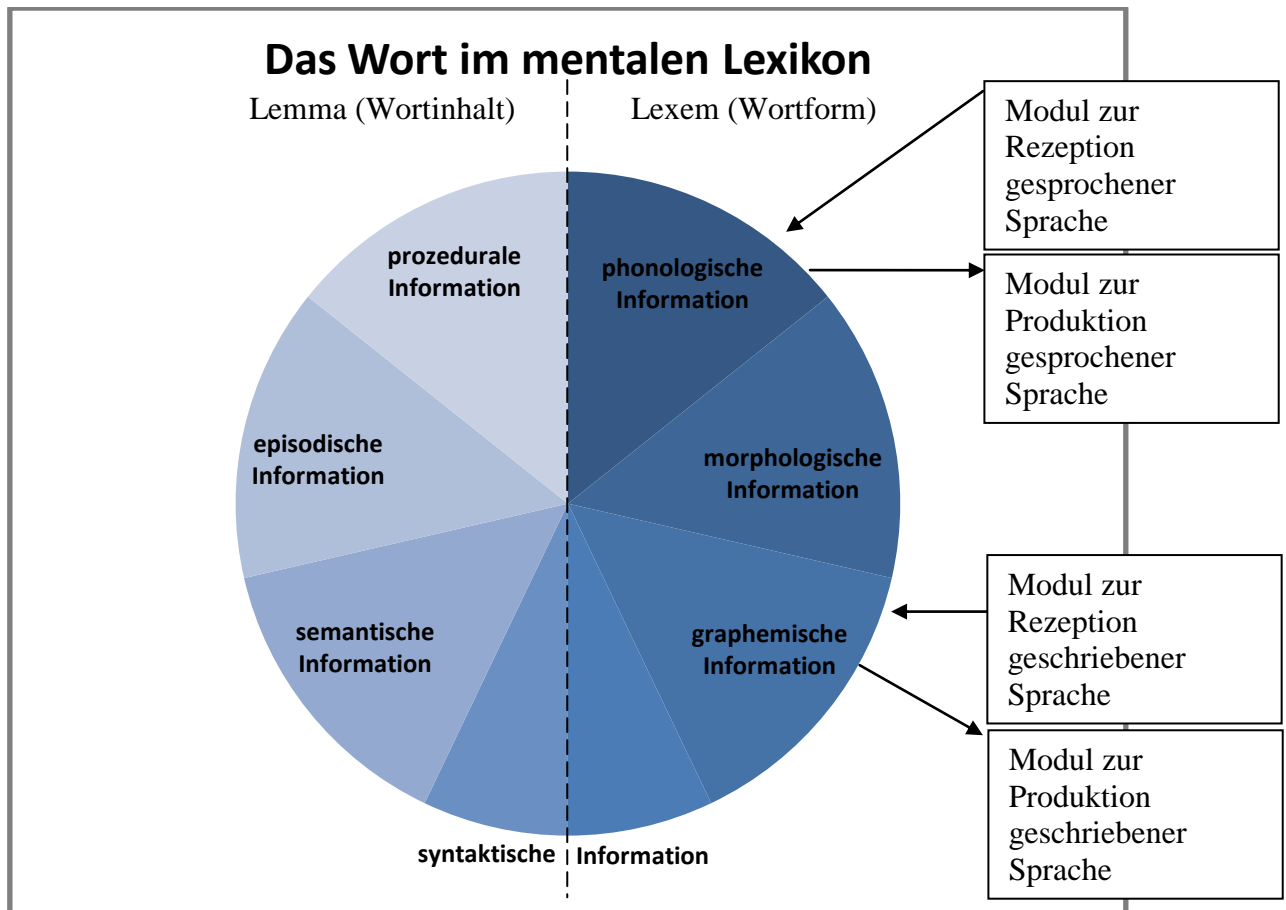 Das Wort im mentalen Lexikon
Lemma (Wortinhalt)
Lexem (Wortform)
prozedurale
Information
phonologische
Information
episodische
Information
morphologische
Information
semantische
Information
graphemische
Information
syntaktische
Information
Modul zur
Rezeption
gesprochener
Sprache
Modul zur
Produktion
gesprochener
Sprache
Modul zur
Rezeption
geschriebener
Sprache
Modul zur
Produktion
geschriebener
Sprache